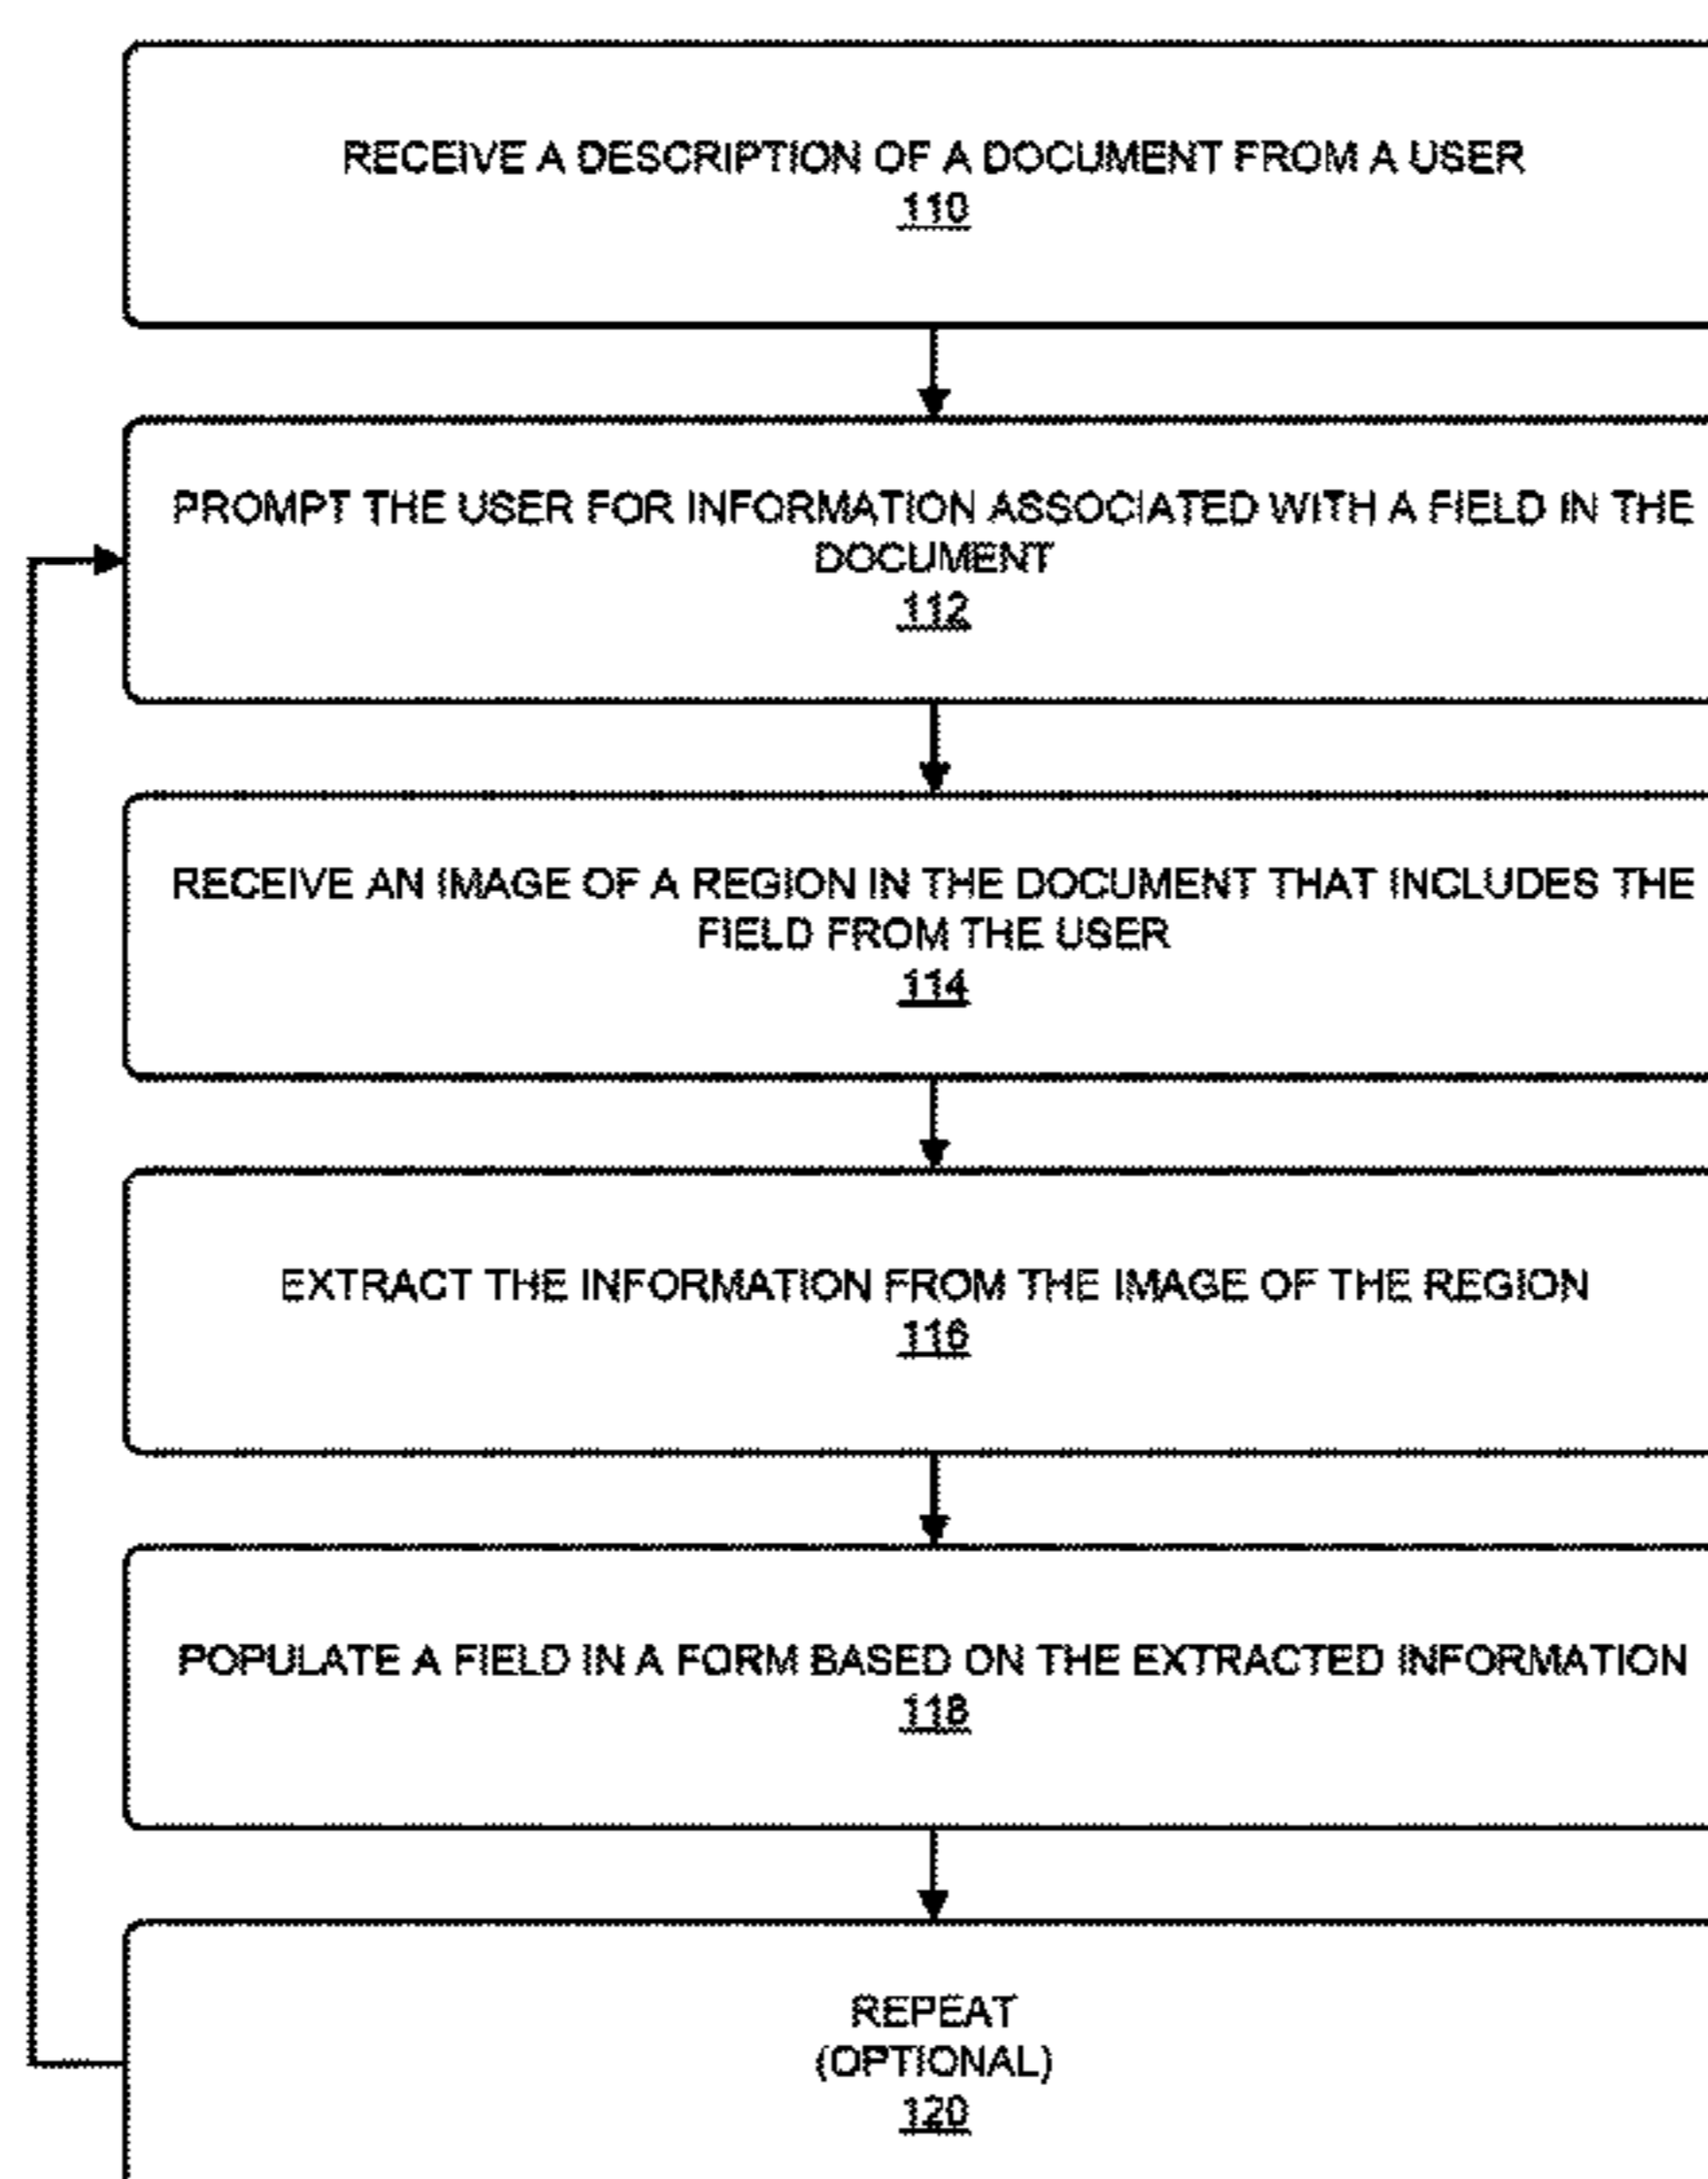 RECEIVE A DESCRIPTION OF A DOCUMENT FROM A USER
110
PROMPT THE USER FOR INFORMATION ASSOCIATED WITH A FIELD IN THE
DOCUMENT
112
RECEIVE AN IMAGE OF A REGION IN THE DOCUMENT THAT INCLUDES THE
FIELD FROM THE USER
114
EXTRACT THE INFORMATION FROM THE IMAGE OF THE REGION
116
POPULATE A FIELD IN A FORM BASED ON THE EXTRACTED INFORMATION
118
REPEAT
(OPTIONAL)
120